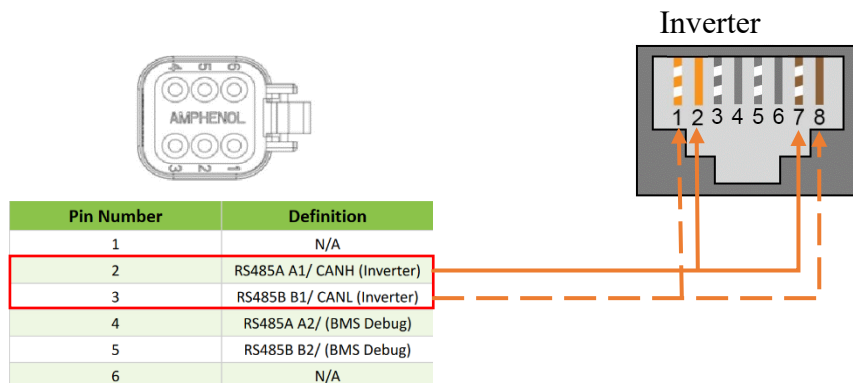 Inverter
4 5 6
AMPHENOL
3 2 1
1 2 3 4 5 6 7 8
Pin Number Definition
1 N/A
2 RS485A A1/ CANH (Inverter)
3 RS485B B1/ CANL (Inverter)
4 RS485A A2/ (BMS Debug)
5 RS485B B2/ (BMS Debug)
6 N/A